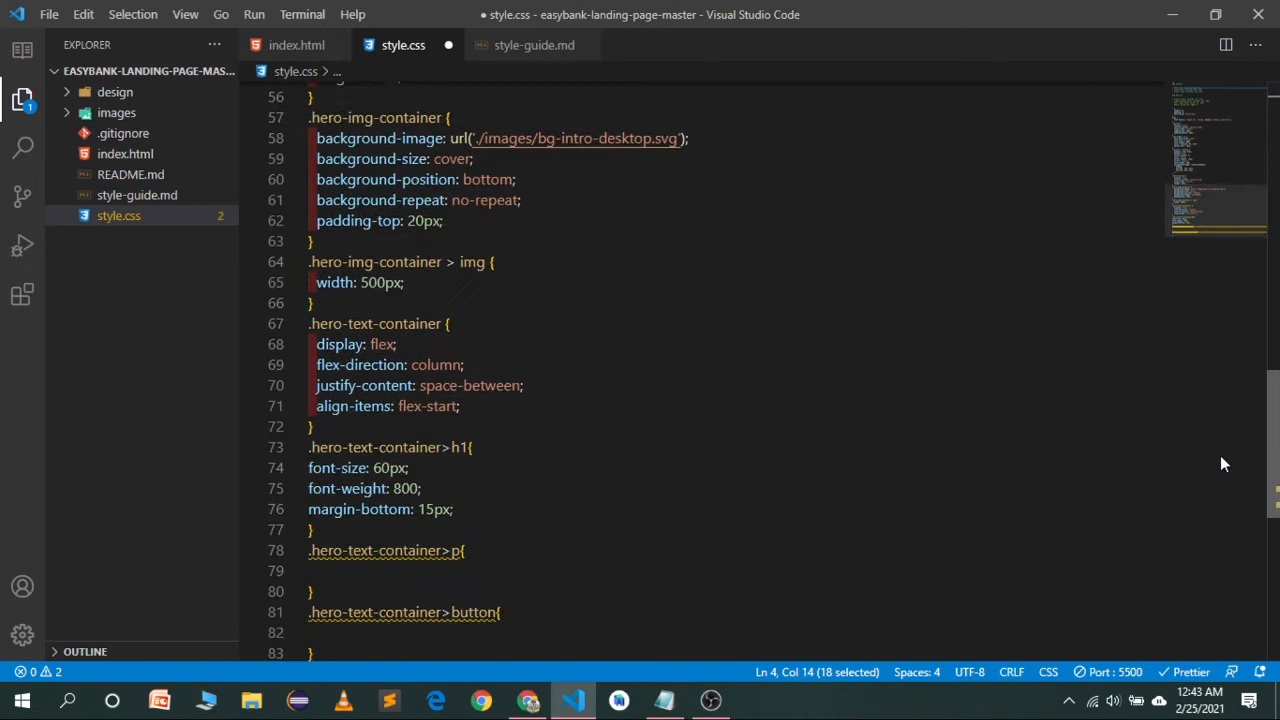 File Edit Selection View Go Run Terminal Help
● style.css - easybank-landing-page-master - Visual Studio Code
EXPLORER
index.html
style.css
style-guide.md
EASYBANK-LANDING-PAGE-MAS...
design
images
.gitignore
index.html
README.md
style-guide.md
style.css 2
1
OUTLINE
style.css > ...
56 }
57 .hero-img-container {
58 background-image: url('./images/bg-intro-desktop.svg');
59 background-size: cover;
60 background-position: bottom;
61 background-repeat: no-repeat;
62 padding-top: 20px;
63 }
64 .hero-img-container > img {
65 width: 500px;
66 }
67 .hero-text-container {
68 display: flex;
69 flex-direction: column;
70 justify-content: space-between;
71 align-items: flex-start;
72 }
73 .hero-text-container>h1{
74 font-size: 60px;
75 font-weight: 800;
76 margin-bottom: 15px;
77 }
78 .hero-text-container>p{
79
80 }
81 .hero-text-container>button{
82
83 }
0 2
Ln 4, Col 14 (18 selected) Spaces: 4 UTF-8 CRLF CSS Port : 5500 Prettier
12:43 AM
2/25/2021